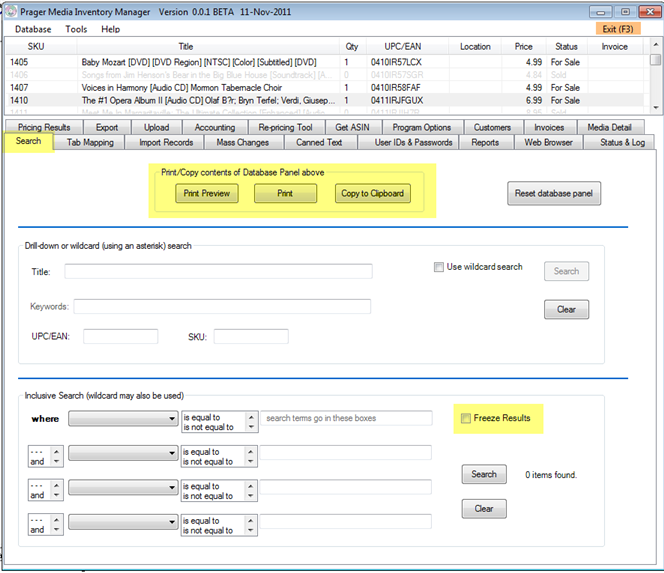 Prager Media Inventory Manager Version 0.0.1 BETA 11-Nov-2011
Database Tools Help Exit (F3)
SKU Title Qty UPC/EAN Location Price Status Invoice
1405 Baby Mozart [DVD] [DVD Region] [NTSC] [Color] [Subtitled] [DVD] 1 0410IR57LCX 4.99 For Sale
1406 Songs from Jim Henson's Bear in the Big Blue House [Soundtrack] [A... 0 0410IR57SGR 4.84 Sold
1407 Voices in Harmony [Audio CD] Mormon Tabernacle Choir 1 0410IR58FAF 4.99 For Sale
1410 The #1 Opera Album II [Audio CD] Olaf B?r; Bryn Terfel; Verdi, Giusep... 1 0411IRJFGUX 6.99 For Sale
Pricing Results Export Upload Accounting Re-pricing Tool Get ASIN Program Options Customers Invoices Media Detail
Search Tab Mapping Import Records Mass Changes Canned Text User IDs & Passwords Reports Web Browser Status & Log
Print/Copy contents of Database Panel above
Print Preview Print Copy to Clipboard Reset database panel
Drill-down or wildcard (using an asterisk) search
Title: Use wildcard search Search
Keywords: Clear
UPC/EAN: SKU:
Inclusive Search (wildcard may also be used)
where is equal to search terms go in these boxes Freeze Results
is not equal to
- - - is equal to
and is not equal to
Search 0 items found.
- - - is equal to
and is not equal to
Clear
- - - is equal to
and is not equal to